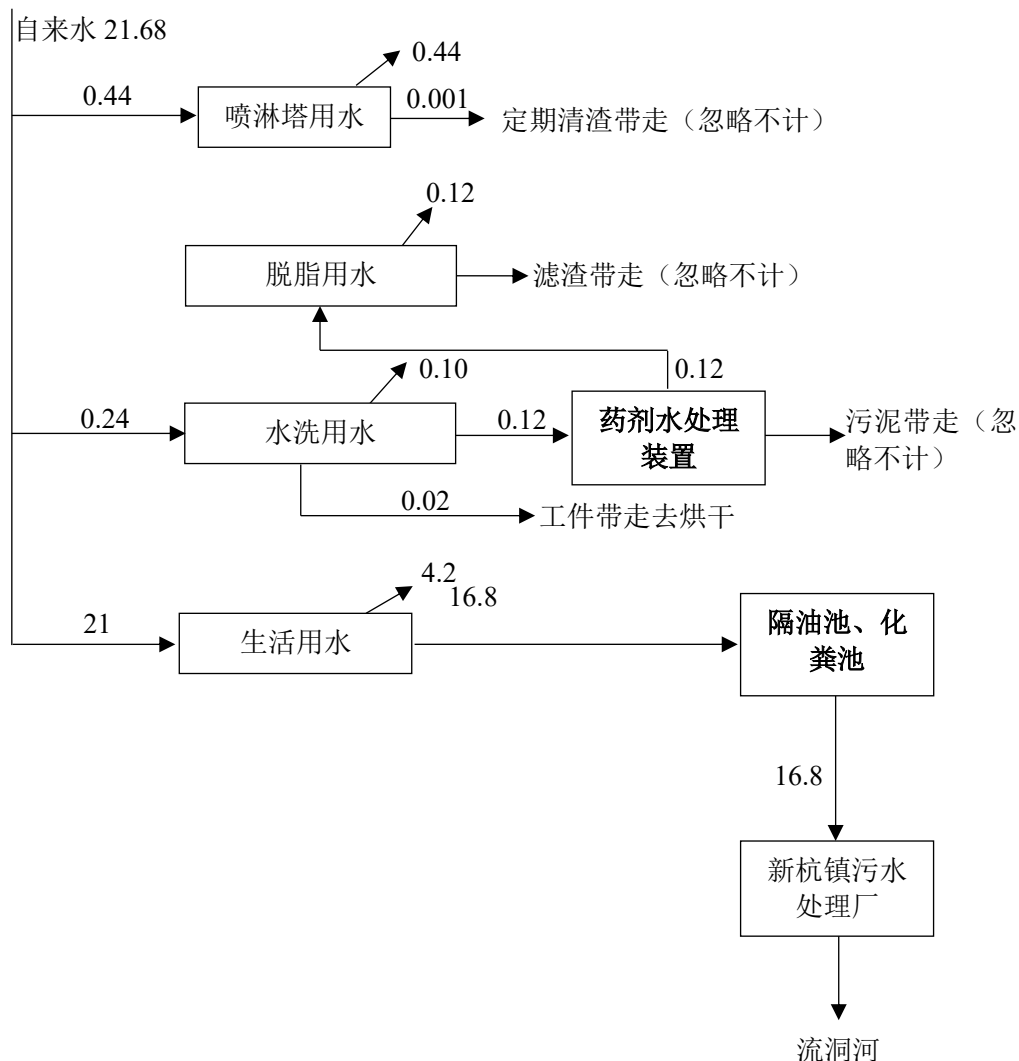 自来水 21.68
0.44
0.44
喷淋塔用水
0.001
定期清渣带走（忽略不计）
0.12
脱脂用水
滤渣带走（忽略不计）
0.10
0.12
0.24
水洗用水
0.12
药剂水处理
装置
污泥带走（忽
略不计）
0.02
工件带走去烘干
4.2
16.8
21
生活用水
隔油池、化
粪池
16.8
新杭镇污水
处理厂
流洞河